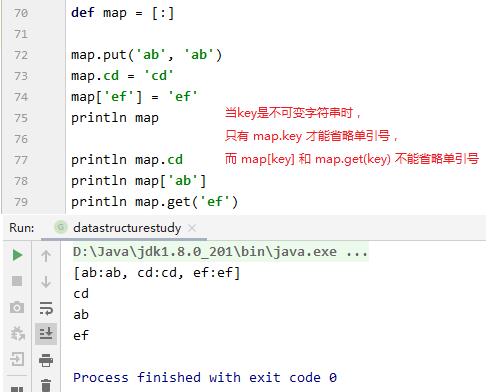 70 def map = [:]
71
72 map.put('ab', 'ab')
73 map.cd = 'cd'
74 map['ef'] = 'ef'
75 println map
当key是不可变字符串时，
76
只有 map.key 才能省略单引号，
77 println map.cd
而 map[key] 和 map.get(key) 不能省略单引号
78 println map['ab']
79 println map.get('ef')
Run: datastructurestudy
D:\Java\jdk1.8.0_201\bin\java.exe ...
[ab:ab, cd:cd, ef:ef]
cd
ab
ef
Process finished with exit code 0